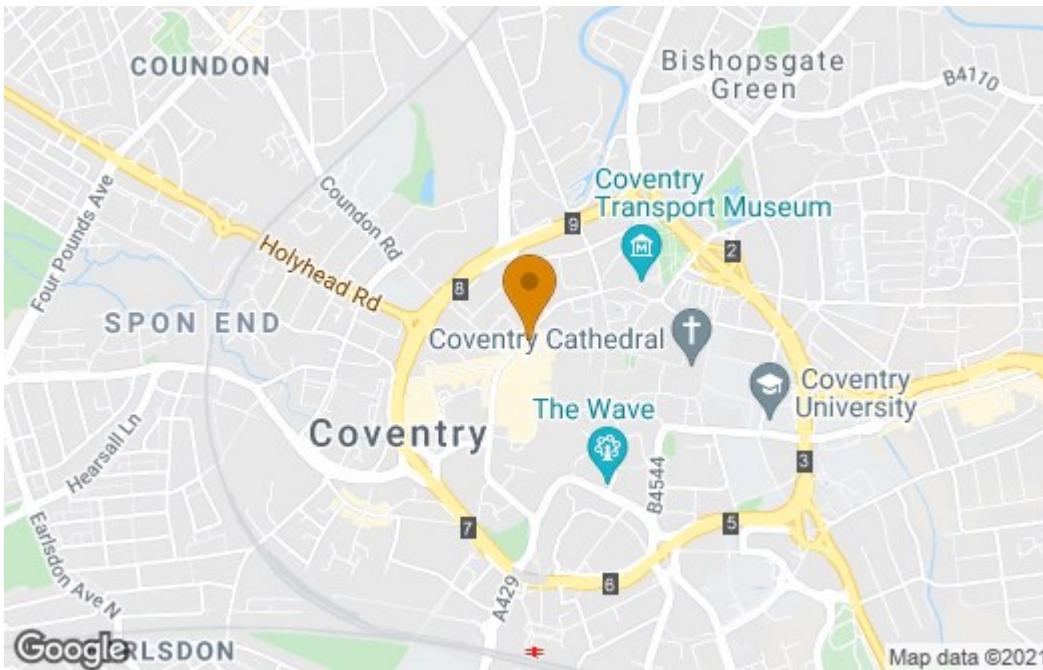 COUNDON
Bishopsgate
Green
B4110
Four Pounds Ave
Coundon Rd
Coventry
Transport Museum
M
9
2
Holyhead Rd
8
SPON END
Coventry Cathedral
Coventry
University
The Wave
Coventry
Hearsall Ln
B4544
3
Earlsdon Ave N
7
5
6
A429
Google
EARLSDON
Map data ©2021